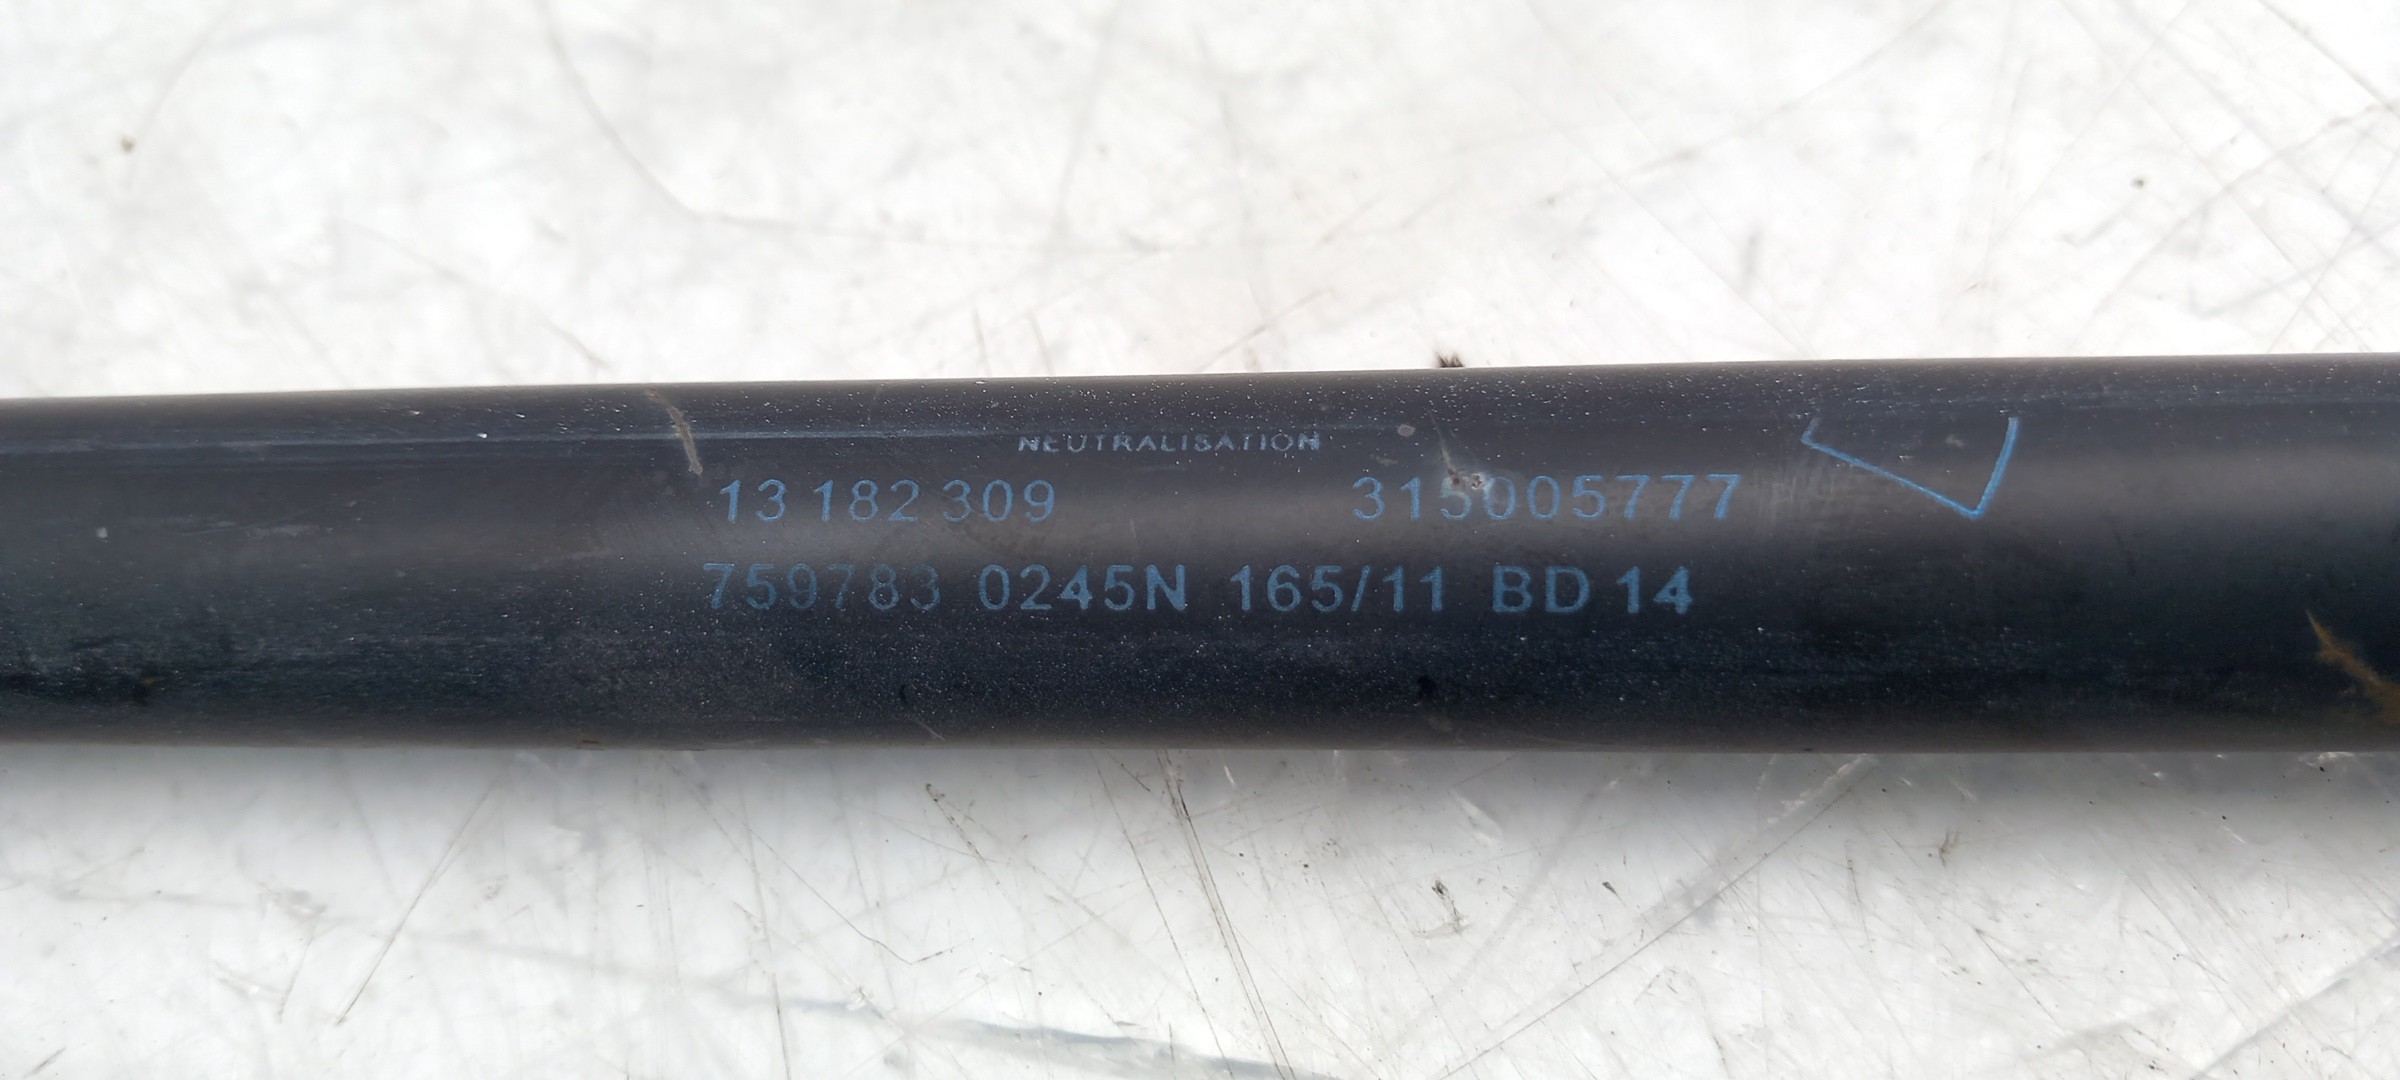 NEUTRALISATION
13 182 309 315005777
759783 0245N 165/11 BD 14